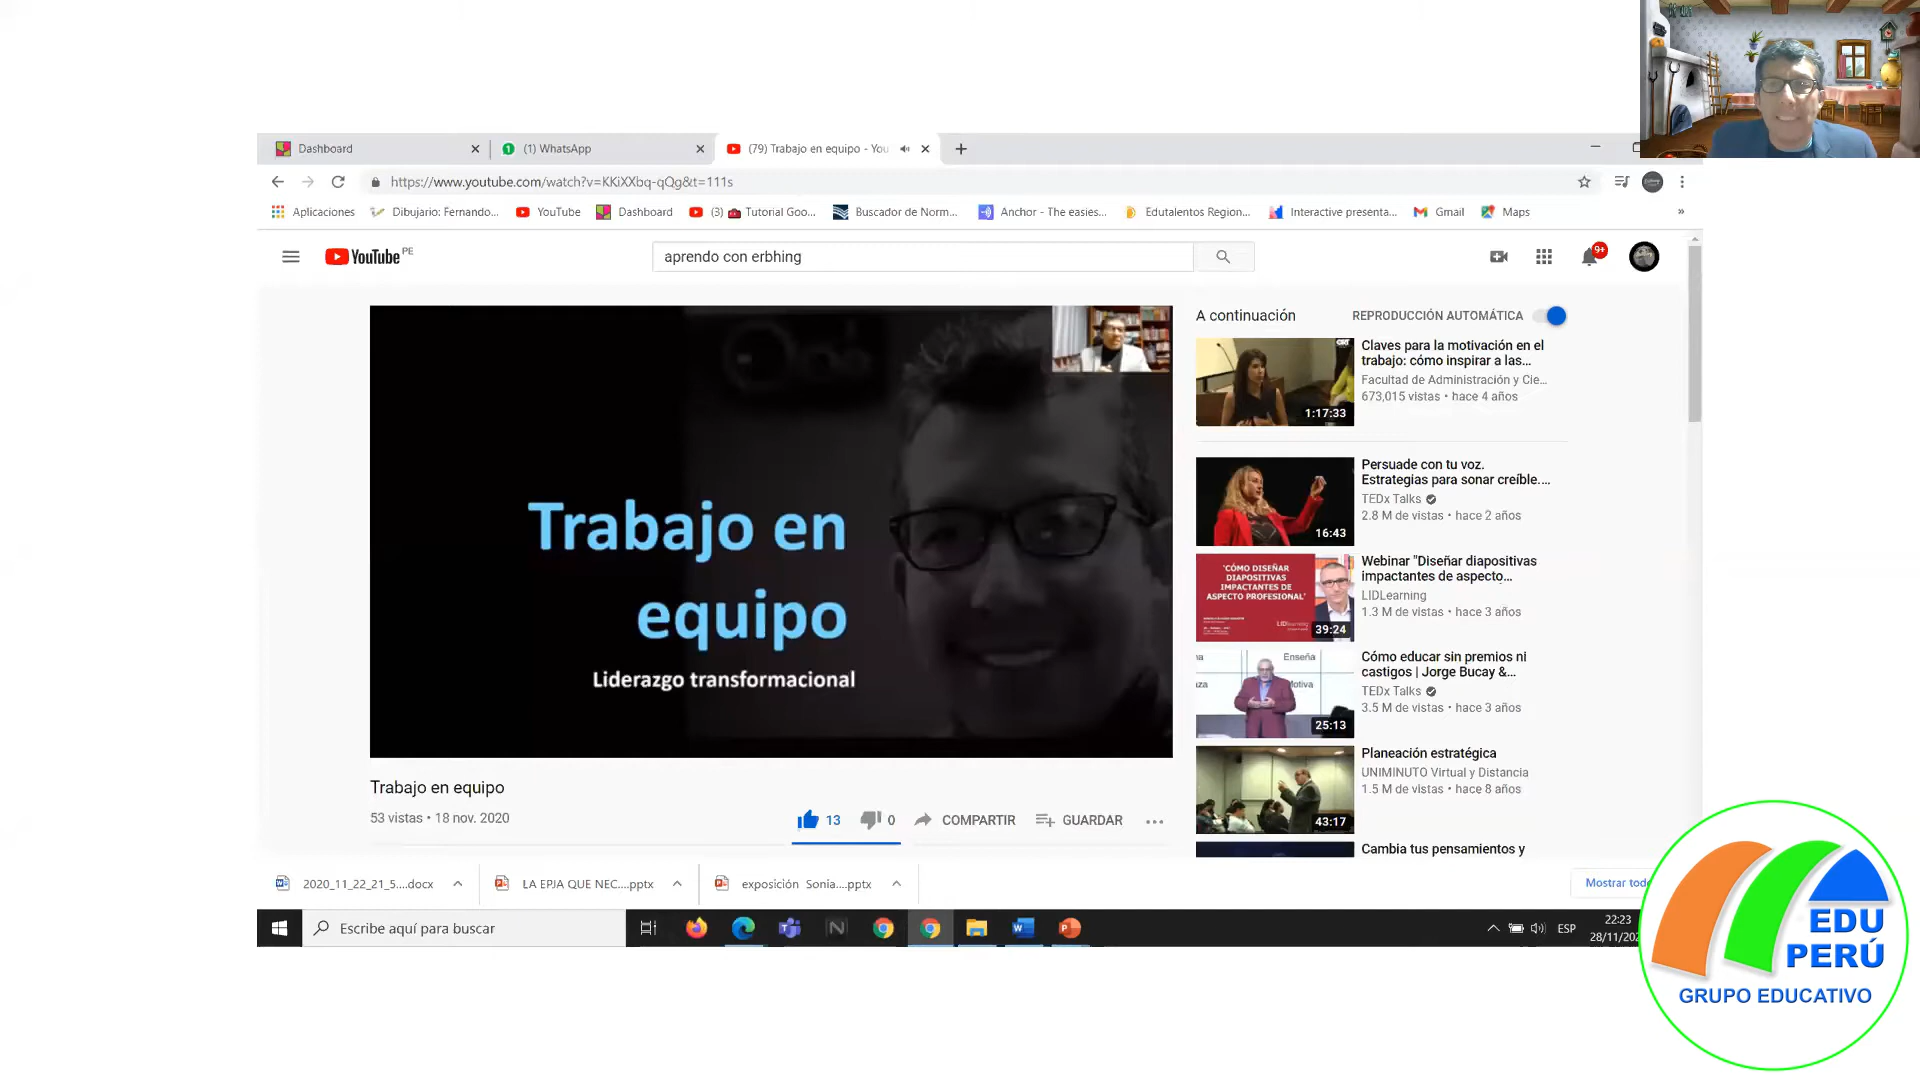 Dashboard
(1) WhatsApp
(79) Trabajo en equipo - You
https://www.youtube.com/watch?v=KKiXXbq-qQg&t=111s
Aplicaciones
Dibujario: Fernando...
YouTube
Dashboard
(3) Tutorial Goo...
Buscador de Norm...
Anchor - The easies...
Edutalentos Region...
Interactive presenta...
Gmail
Maps
»
YouTube PE
aprendo con erbhing
9+
Trabajo en
equipo
Liderazgo transformacional
Trabajo en equipo
53 vistas • 18 nov. 2020
13
0
COMPARTIR
GUARDAR
A continuación
REPRODUCCIÓN AUTOMÁTICA
Claves para la motivación en el
trabajo: cómo inspirar a las...
Facultad de Administración y Cie...
673,015 vistas • hace 4 años
1:17:33
Persuade con tu voz.
Estrategias para sonar creíble....
TEDx Talks
2.8 M de vistas • hace 2 años
16:43
'CÓMO DISEÑAR
DIAPOSITIVAS
IMPACTANTES DE
ASPECTO PROFESIONAL'
39:24
Webinar "Diseñar diapositivas
impactantes de aspecto...
LIDLearning
1.3 M de vistas • hace 3 años
Enseña
Motiva
25:13
Cómo educar sin premios ni
castigos | Jorge Bucay &...
TEDx Talks
3.5 M de vistas • hace 3 años
43:17
Planeación estratégica
UNIMINUTO Virtual y Distancia
1.5 M de vistas • hace 8 años
Cambia tus pensamientos y
2020_11_22_21_5....docx
LA EPJA QUE NEC....pptx
exposición Sonia....pptx
Mostrar todo
Escribe aquí para buscar
ESP
22:23
28/11/202
EDU
PERÚ
GRUPO EDUCATIVO